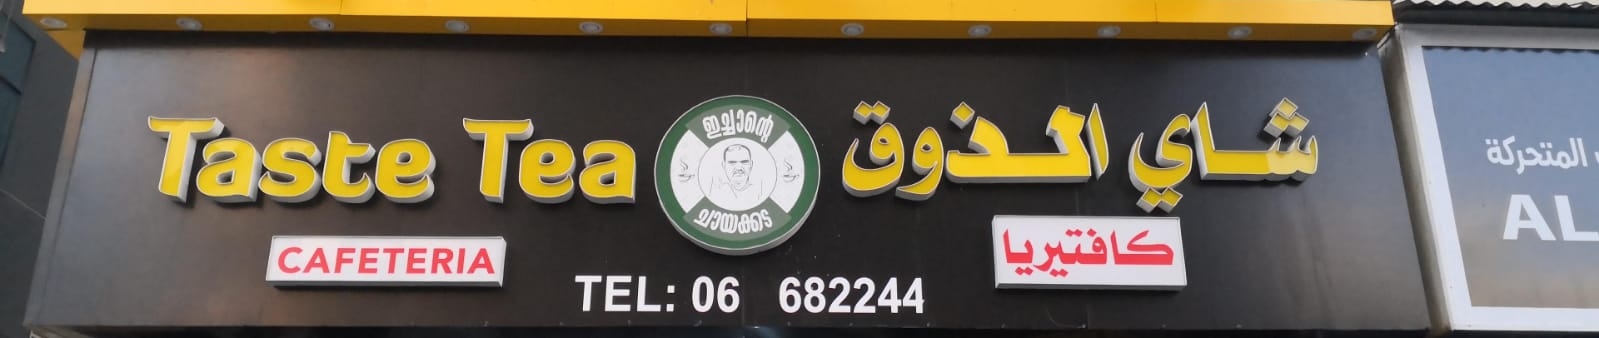 Taste Tea
ഇച്ചാന്റെ
ചായക്കട
شاي الذوق
CAFETERIA
كافتيريا
TEL: 06 682244
المتحركة
AL